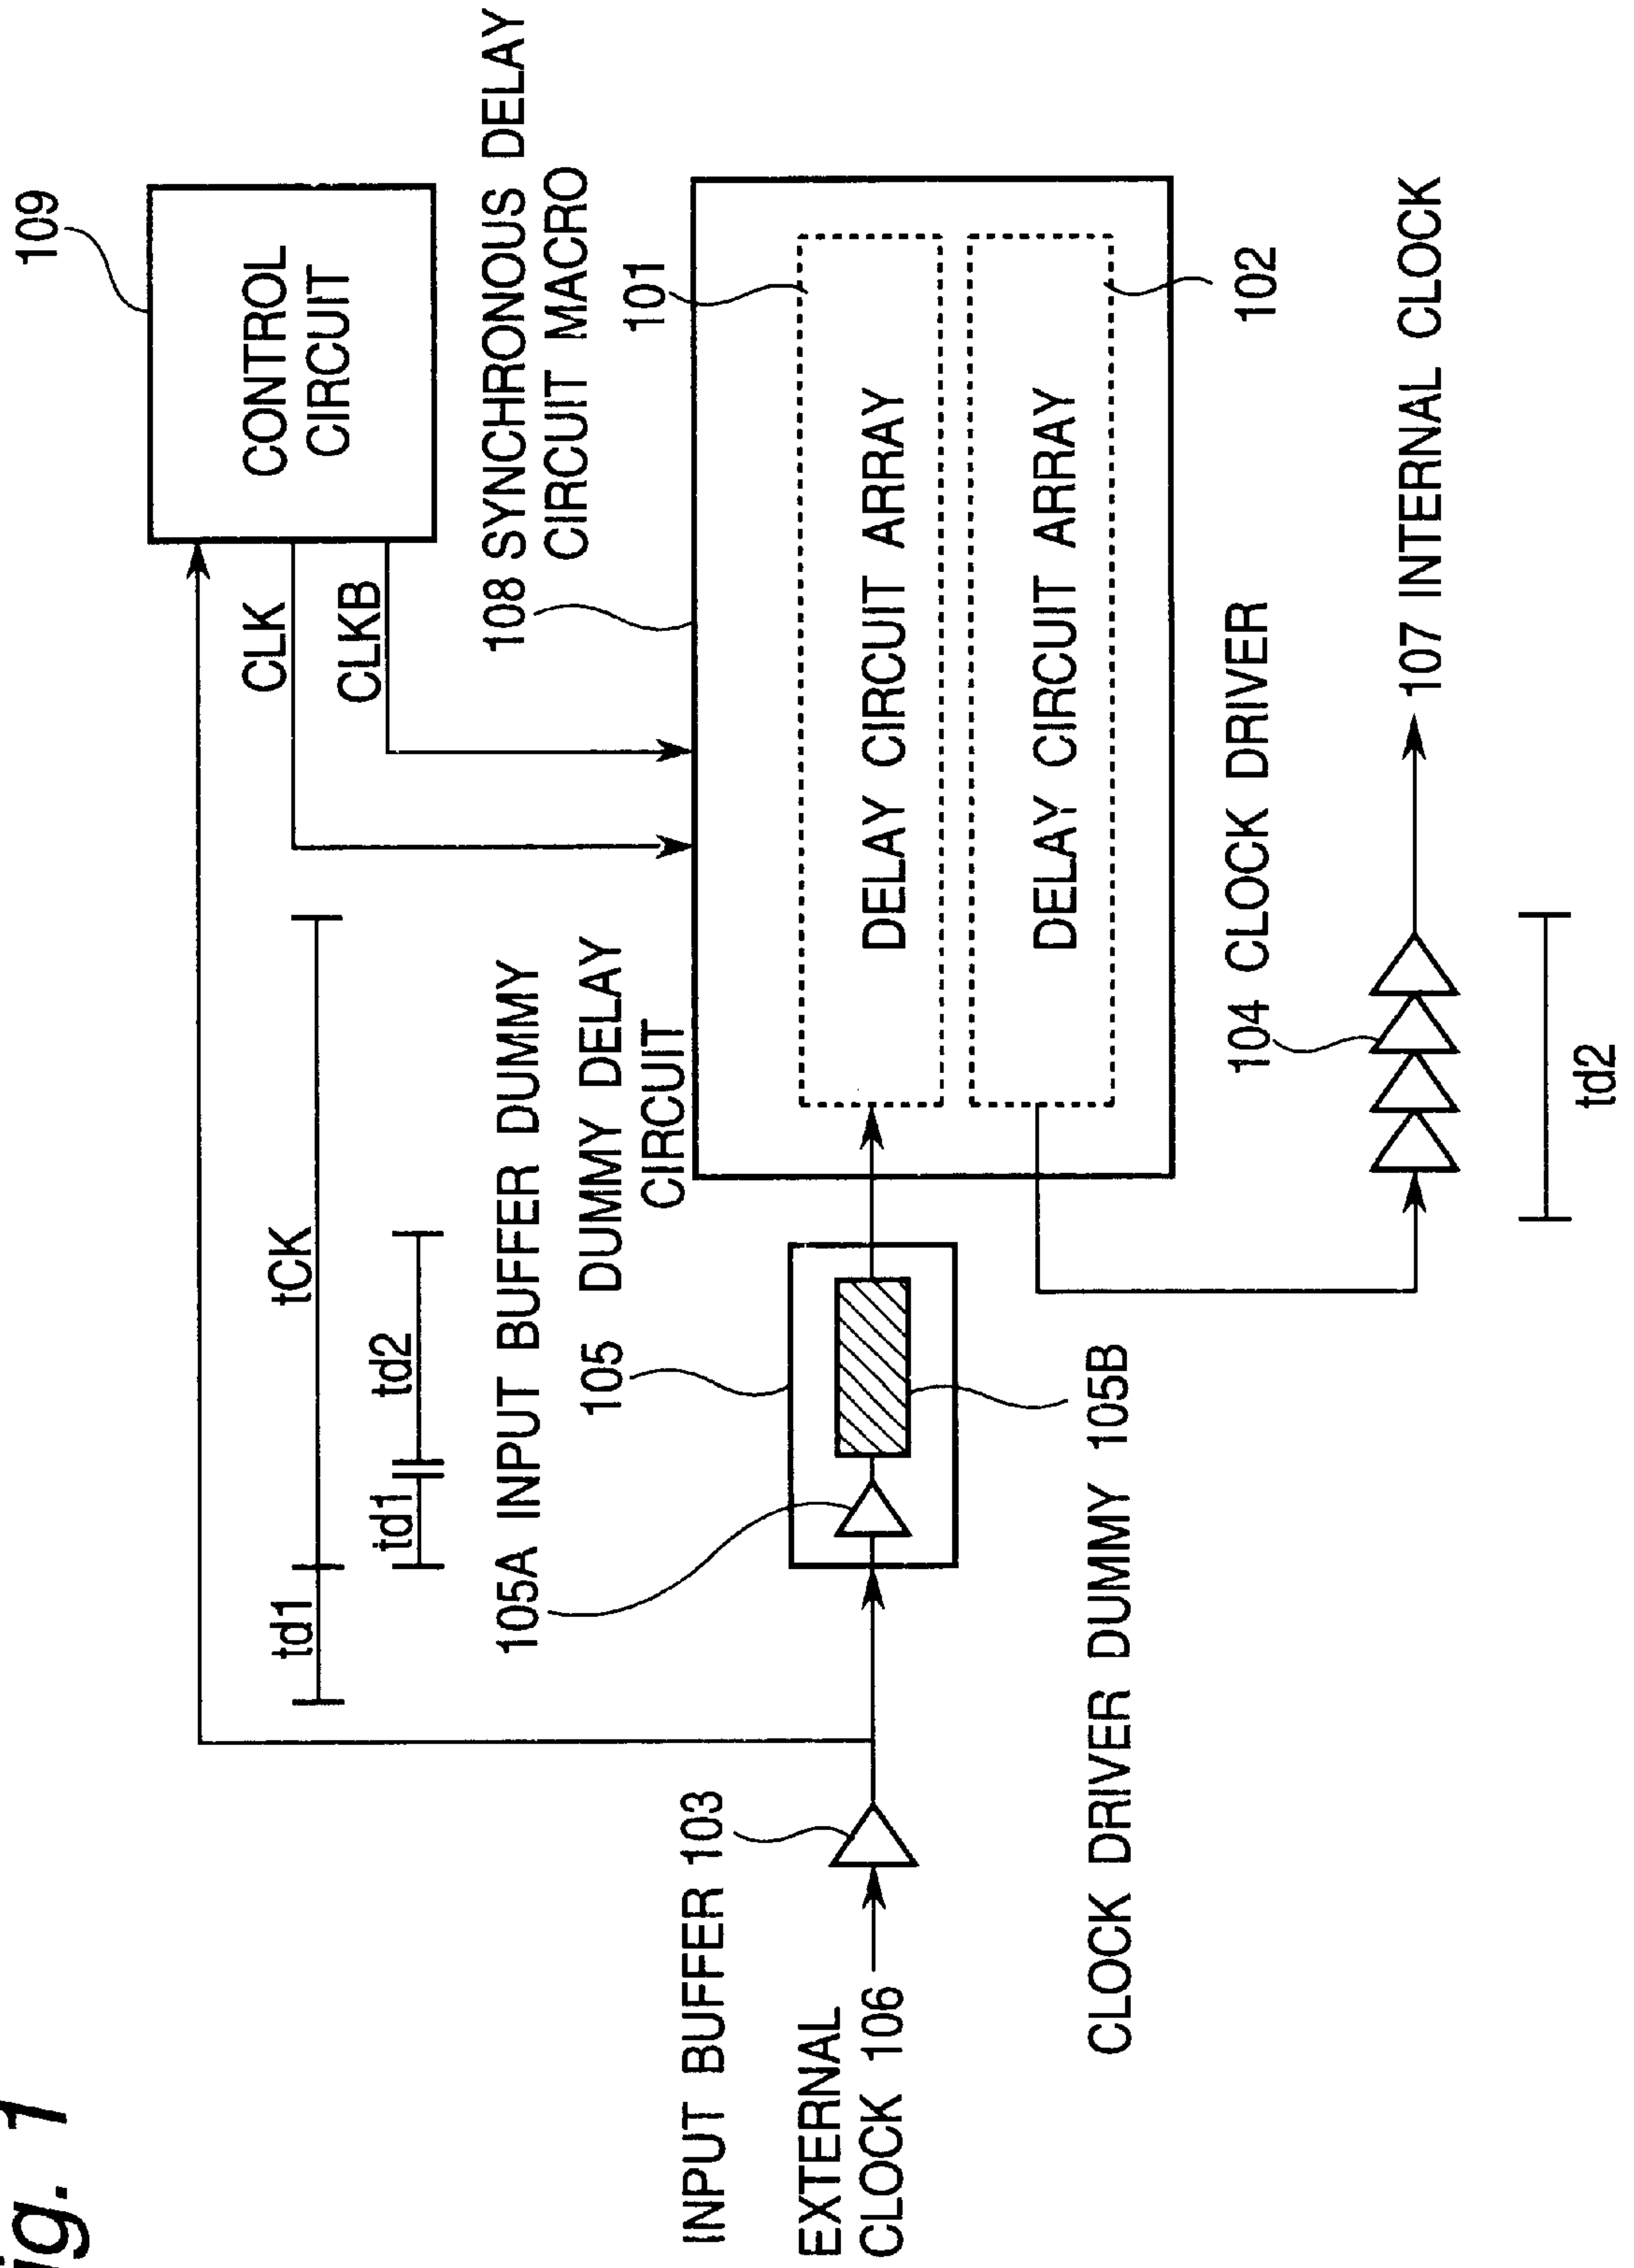 ig. 1
109
CONTROL
CIRCUIT
CLK
CLKB
tCK
td1
td1
td2
108 SYNCHRONOUS DELAY
CIRCUIT MACRO
105A INPUT BUFFER DUMMY
105 DUMMY DELAY
CIRCUIT
101
DELAY CIRCUIT ARRAY
DELAY CIRCUIT ARRAY
102
INPUT BUFFER 103
EXTERNAL
CLOCK 106
CLOCK DRIVER DUMMY 105B
104 CLOCK DRIVER
107 INTERNAL CLOCK
td2